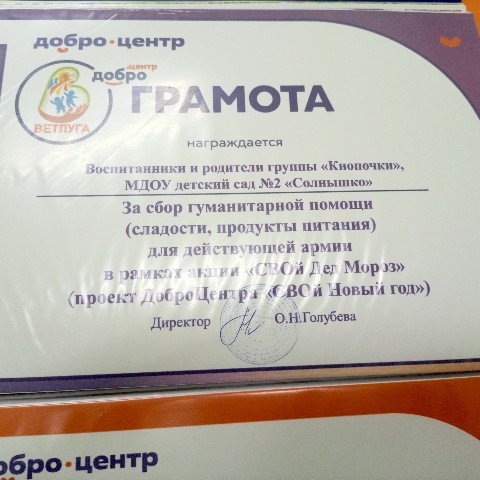 добро·центр
добро·центр
ВЕТЛУГА
ГРАМОТА
награждается
Воспитанники и родители группы «Кнопочки»,
МДОУ детский сад №2 «Солнышко»
За сбор гуманитарной помощи
(сладости, продукты питания)
для действующей армии
в рамках акции «СВОй Дед Мороз»
(проект ДоброЦентра «СВОй Новый год»)
Директор О.Н.Голубева
добро·центр